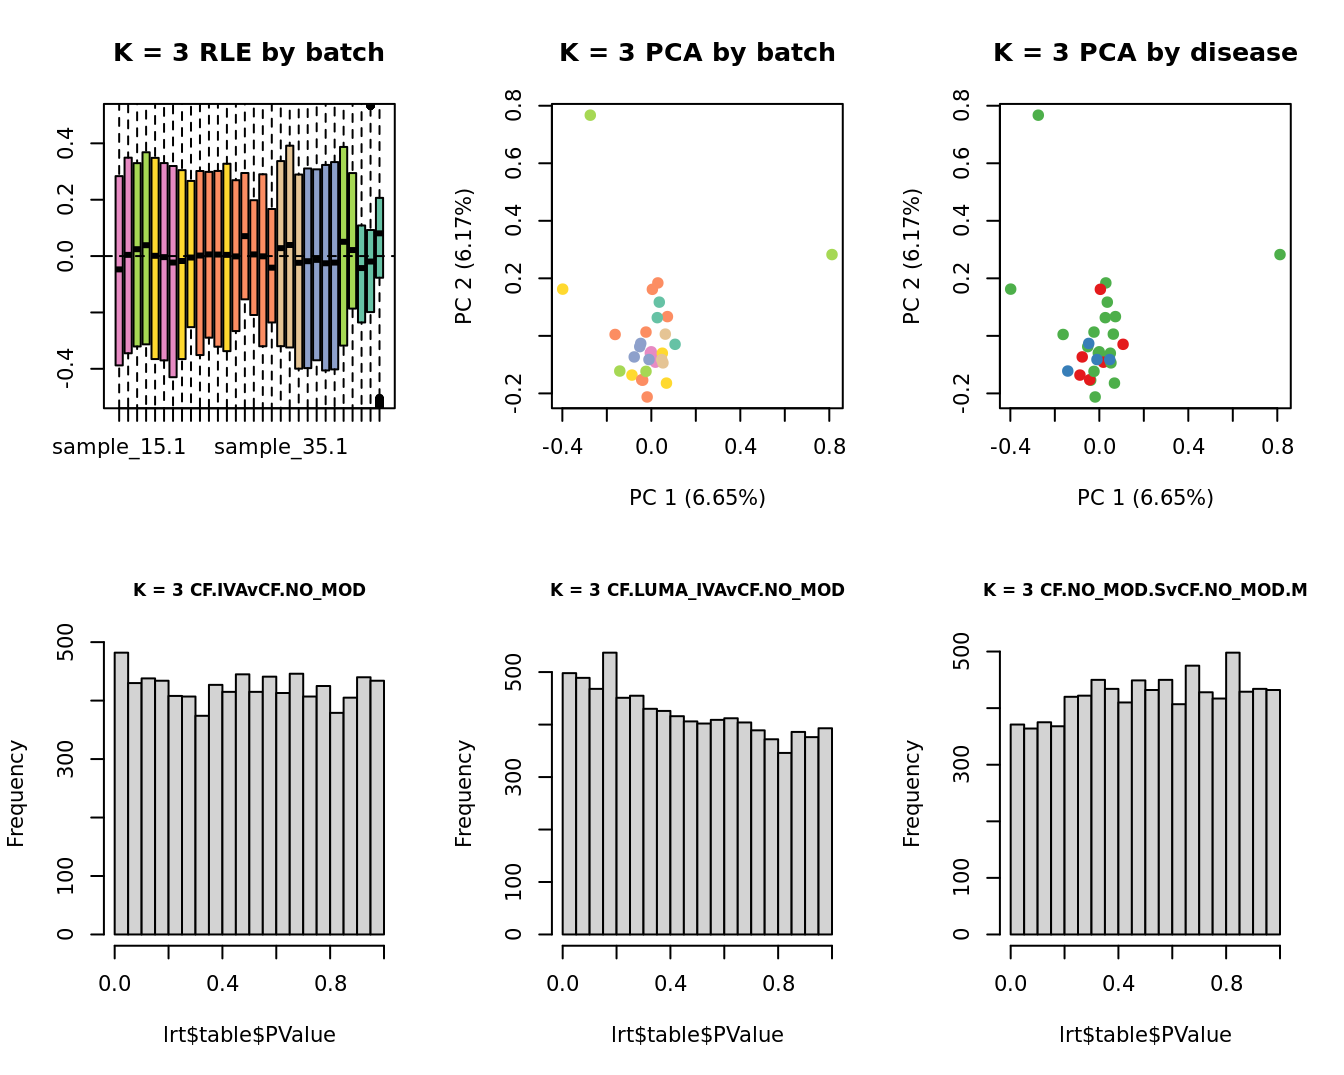 K = 3 RLE by batch
0.4
0.2
0.0
-0.4
sample_15.1 sample_35.1
K = 3 PCA by batch
PC 2 (6.17%)
0.8
0.6
0.4
0.2
-0.2
-0.4 0.0 0.4 0.8
PC 1 (6.65%)
K = 3 PCA by disease
PC 2 (6.17%)
0.8
0.6
0.4
0.2
-0.2
-0.4 0.0 0.4 0.8
PC 1 (6.65%)
K = 3 CF.IVAvCF.NO_MOD
Frequency
500
300
100
0
0.0 0.4 0.8
lrt$table$PValue
K = 3 CF.LUMA_IVAvCF.NO_MOD
Frequency
500
300
100
0
0.0 0.4 0.8
lrt$table$PValue
K = 3 CF.NO_MOD.SvCF.NO_MOD.M
Frequency
500
300
100
0
0.0 0.4 0.8
lrt$table$PValue